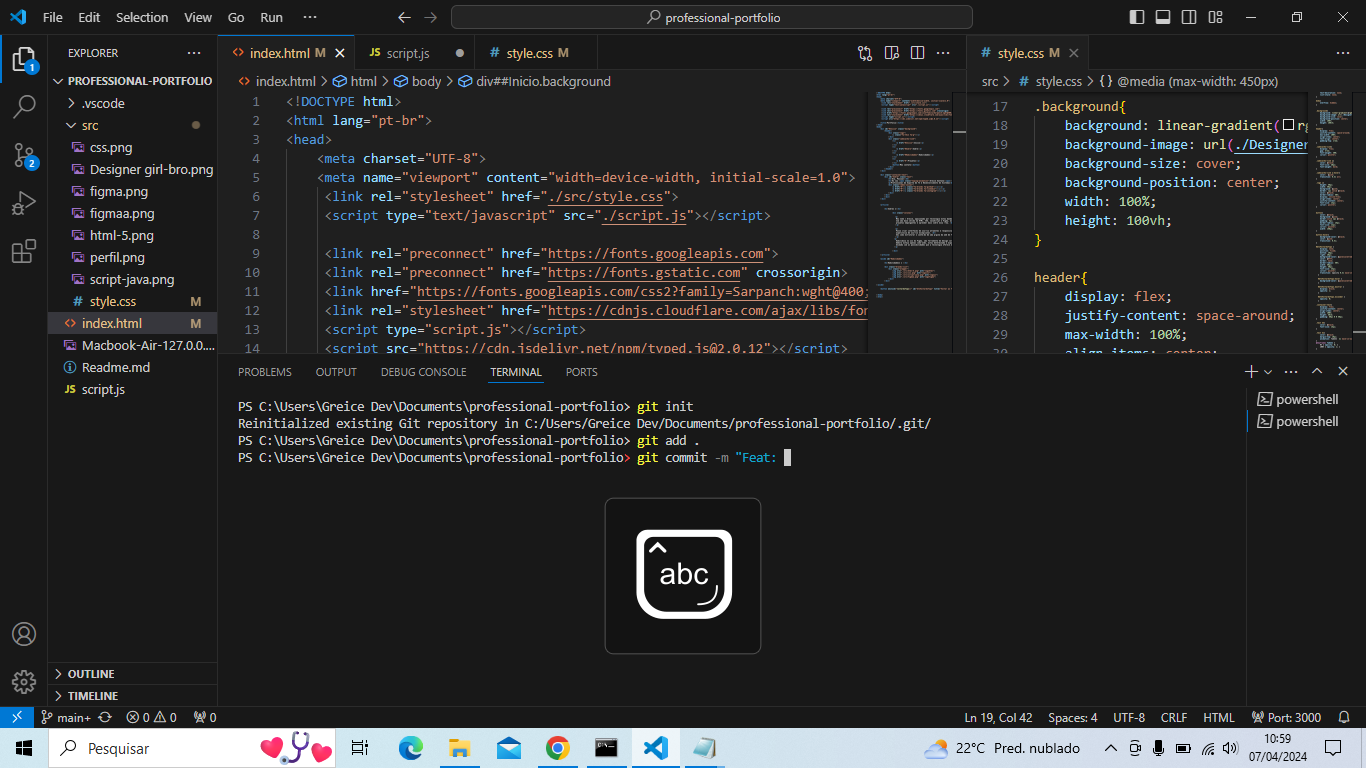 File Edit Selection View Go Run ··· professional-portfolio
EXPLORER ···
PROFESSIONAL-PORTFOLIO
.vscode
src
css.png
Designer girl-bro.png
figma.png
figmaa.png
html-5.png
perfil.png
script-java.png
# style.css M
<> index.html M
Macbook-Air-127.0.0....
Readme.md
JS script.js
OUTLINE
TIMELINE
<> index.html M JS script.js # style.css M
<> index.html > html > body > div##Inicio.background
1 <!DOCTYPE html>
2 <html lang="pt-br">
3 <head>
4 <meta charset="UTF-8">
5 <meta name="viewport" content="width=device-width, initial-scale=1.0">
6 <link rel="stylesheet" href="./src/style.css">
7 <script type="text/javascript" src="./script.js"></script>
8
9 <link rel="preconnect" href="https://fonts.googleapis.com">
10 <link rel="preconnect" href="https://fonts.gstatic.com" crossorigin>
11 <link href="https://fonts.googleapis.com/css2?family=Sarpanch:wght@400;
12 <link rel="stylesheet" href="https://cdnjs.cloudflare.com/ajax/libs/fon
13 <script type="script.js"></script>
14 <script src="https://cdn.jsdelivr.net/npm/typed.js@2.0.12"></script>
# style.css M
src > # style.css > {} @media (max-width: 450px)
17 .background{
18 background: linear-gradient(rg
19 background-image: url(./Designer
20 background-size: cover;
21 background-position: center;
22 width: 100%;
23 height: 100vh;
24 }
25
26 header{
27 display: flex;
28 justify-content: space-around;
29 max-width: 100%;
30 align-items: center;
PROBLEMS OUTPUT DEBUG CONSOLE TERMINAL PORTS
PS C:\Users\Greice Dev\Documents\professional-portfolio> git init
Reinitialized existing Git repository in C:/Users/Greice Dev/Documents/professional-portfolio/.git/
PS C:\Users\Greice Dev\Documents\professional-portfolio> git add .
PS C:\Users\Greice Dev\Documents\professional-portfolio> git commit -m "Feat:
powershell
powershell
abc
main+ 0 0 0 Ln 19, Col 42 Spaces: 4 UTF-8 CRLF HTML Port: 3000
Pesquisar 22°C Pred. nublado 10:59
07/04/2024
1
2